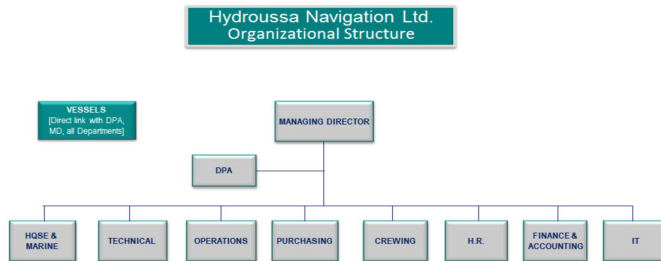 Hydroussa Navigation Ltd.
Organizational Structure
VESSELS
[Direct link with DPA,
MD, all Departments]
MANAGING DIRECTOR
DPA
HQSE &
MARINE
TECHNICAL
OPERATIONS
PURCHASING
CREWING
H.R.
FINANCE &
ACCOUNTING
IT